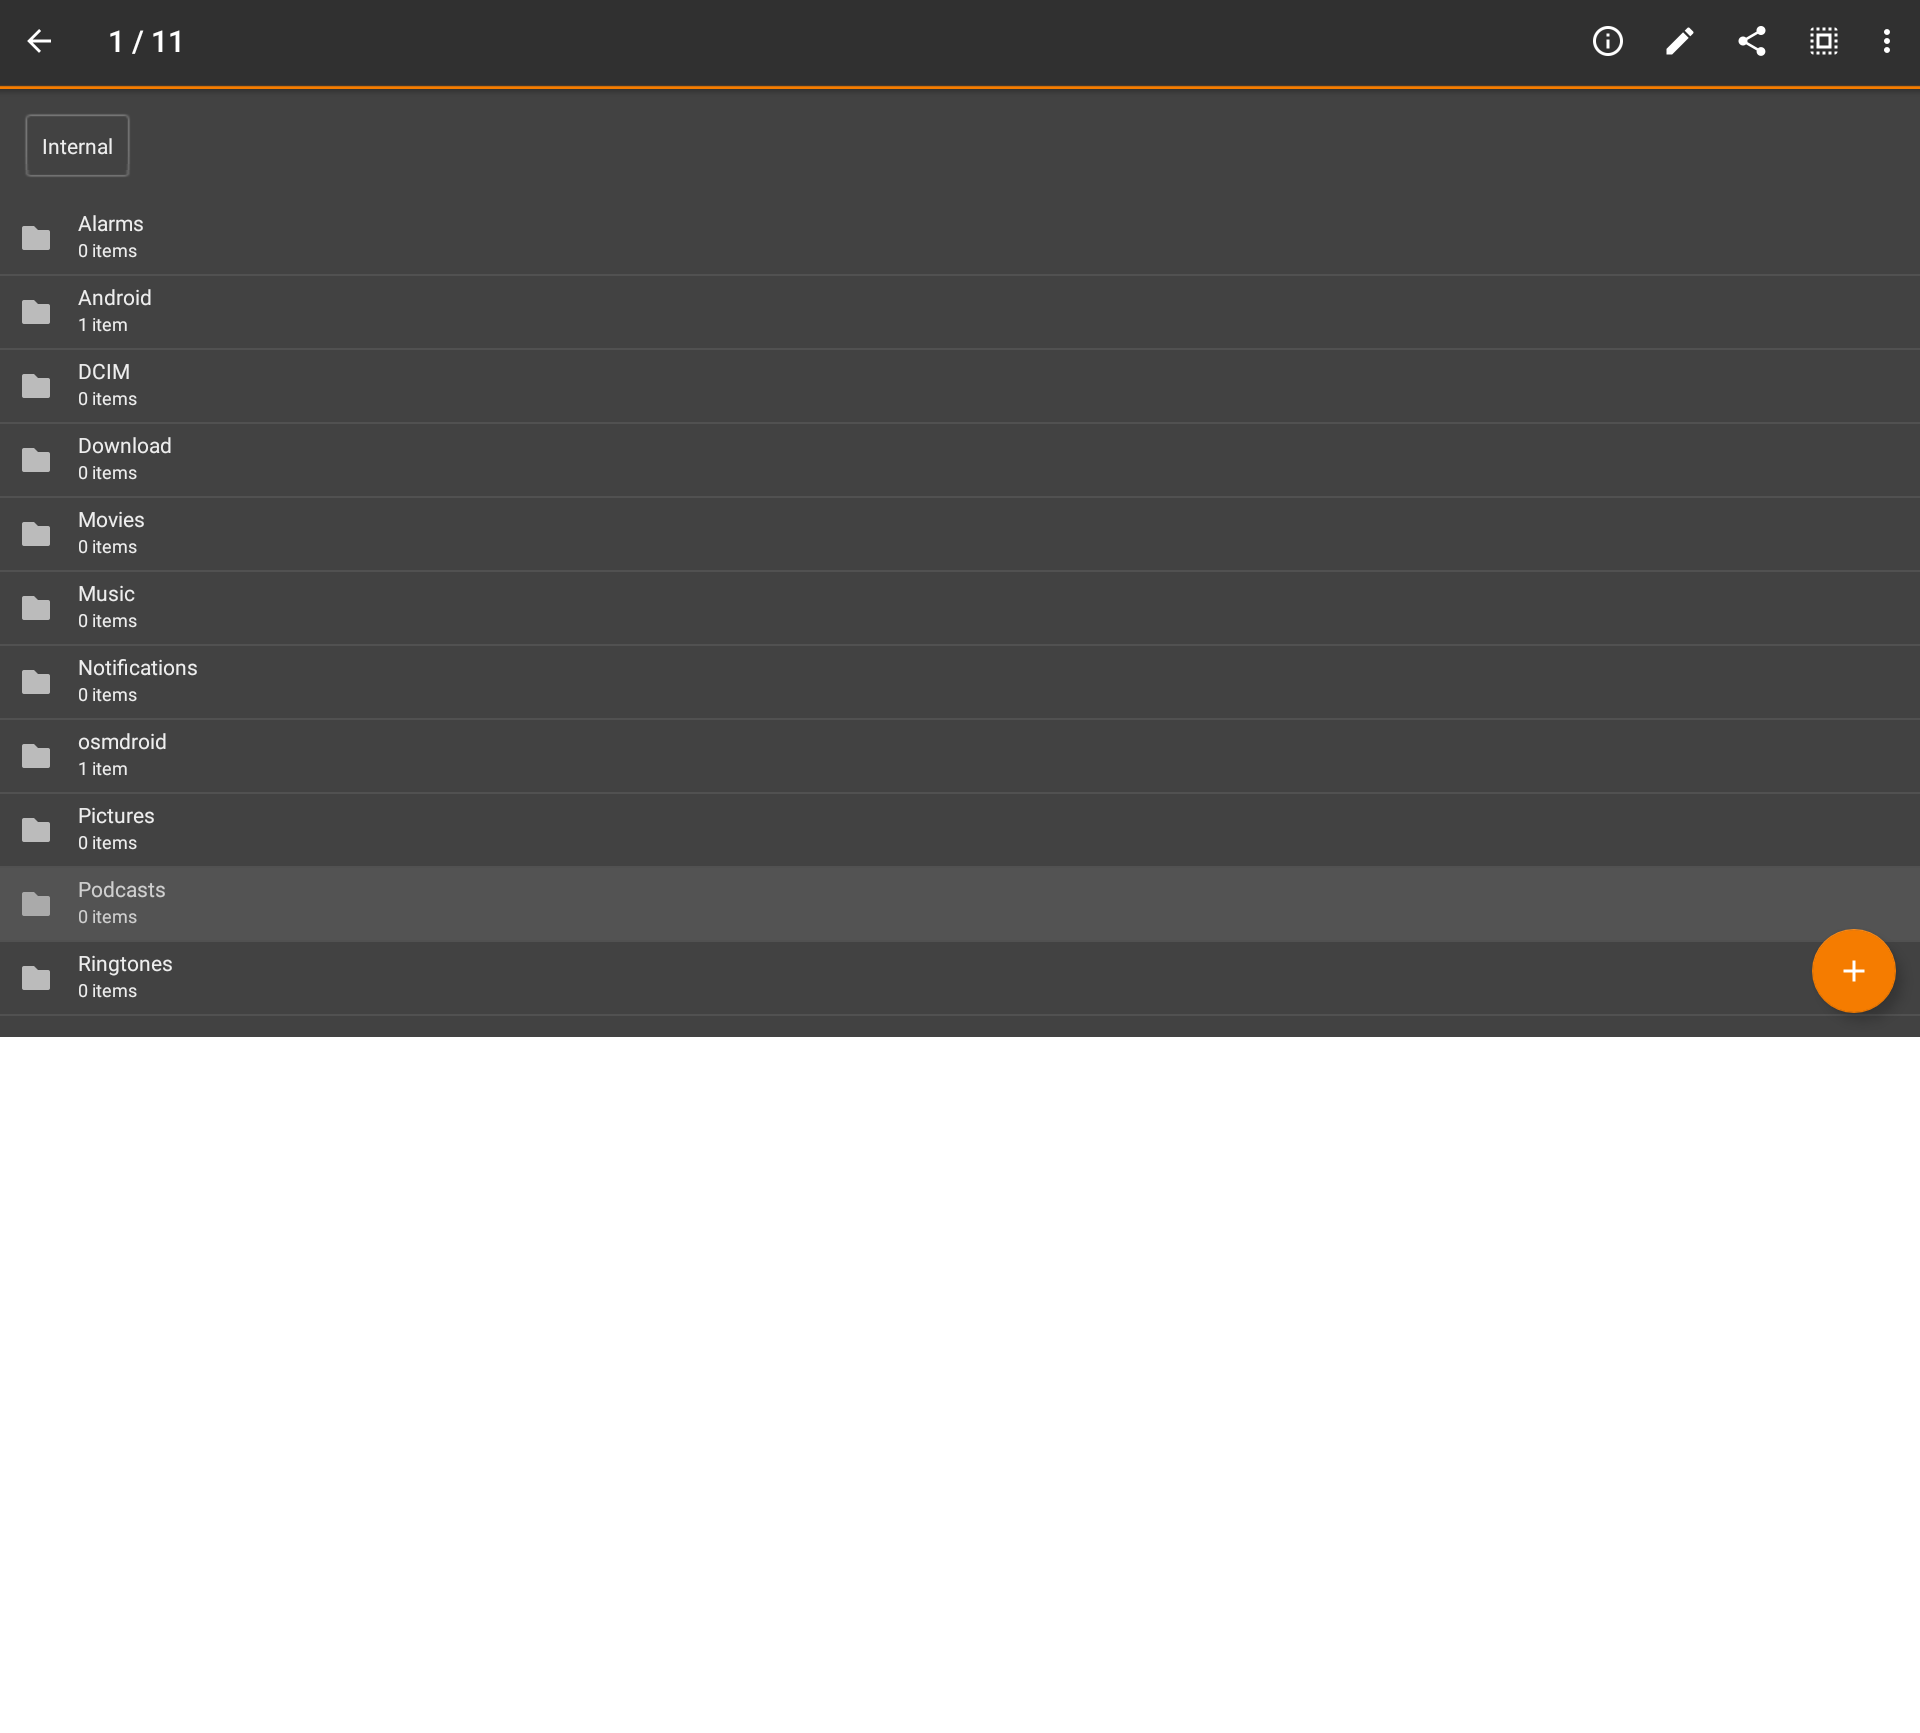 1 / 11
Internal
Alarms
0 items
Android
1 item
DCIM
0 items
Download
0 items
Movies
0 items
Music
0 items
Notifications
0 items
osmdroid
1 item
Pictures
0 items
Podcasts
0 items
Ringtones
0 items